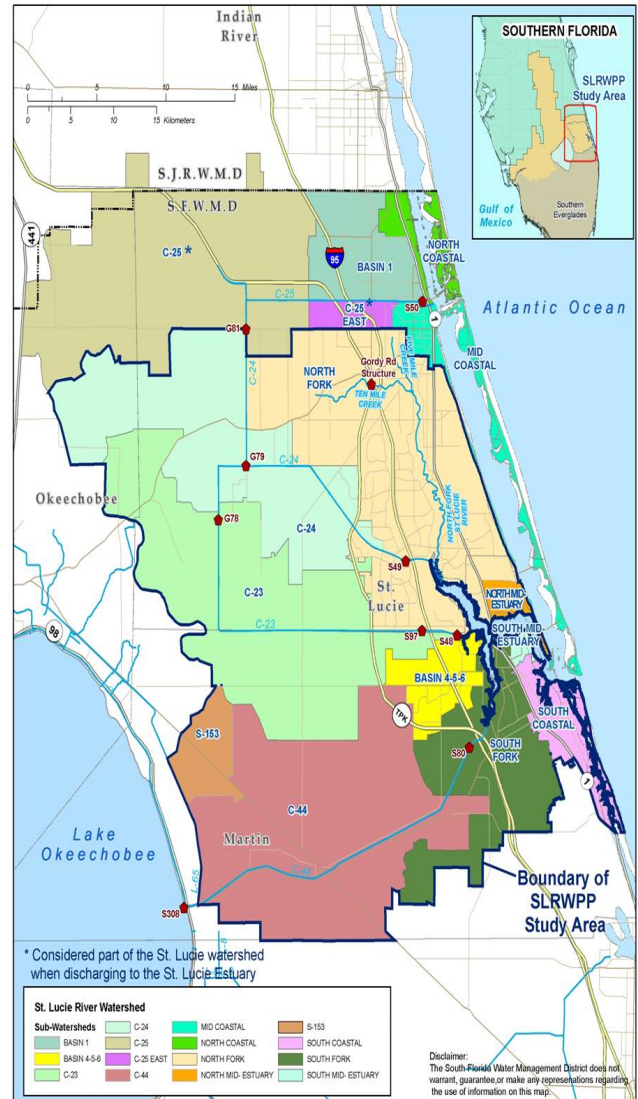 Indian
River
SOUTHERN FLORIDA
SLRWPP
Study Area
Gulf of
Mexico
Southern
Everglades
0 5 10 15 Miles
0 5 10 15 Kilometers
S.J.R.W.M.D
S.F.W.M.D
441
C-25 *
95
BASIN 1
NORTH
COASTAL
C-25
C-25 *
EAST
S50
1
Atlantic Ocean
G81
MID
COASTAL
FIVE MILE
CREEK
Gordy Rd.
Structure
NORTH
FORK
TEN MILE
CREEK
C-24
G79
C-24
Okeechobee
G78
C-24
NORTH FORK
ST LUCIE
RIVER
S49
St.
Lucie
C-23
NORTH MID-
ESTUARY
98
C-23
S97
S48
SOUTH MID-
ESTUARY
BASIN 4-5-6
SOUTH
COASTAL
TPK
S-153
SOUTH
FORK
S80
1
C-44
Lake
Okeechobee
Martin
C-44
L-65
S308
L-8
Boundary of
SLRWPP
Study Area
* Considered part of the St. Lucie watershed
when discharging to the St. Lucie Estuary
St. Lucie River Watershed
Sub-Watersheds
BASIN 1
BASIN 4-5-6
C-23
C-24
C-25
C-25 EAST
C-44
MID COASTAL
NORTH COASTAL
NORTH FORK
NORTH MID- ESTUARY
S-153
SOUTH COASTAL
SOUTH FORK
SOUTH MID- ESTUARY
Disclaimer:
The South Florida Water Management District does not
warrant, guarantee,or make any represenations regarding
the use of information on this map.